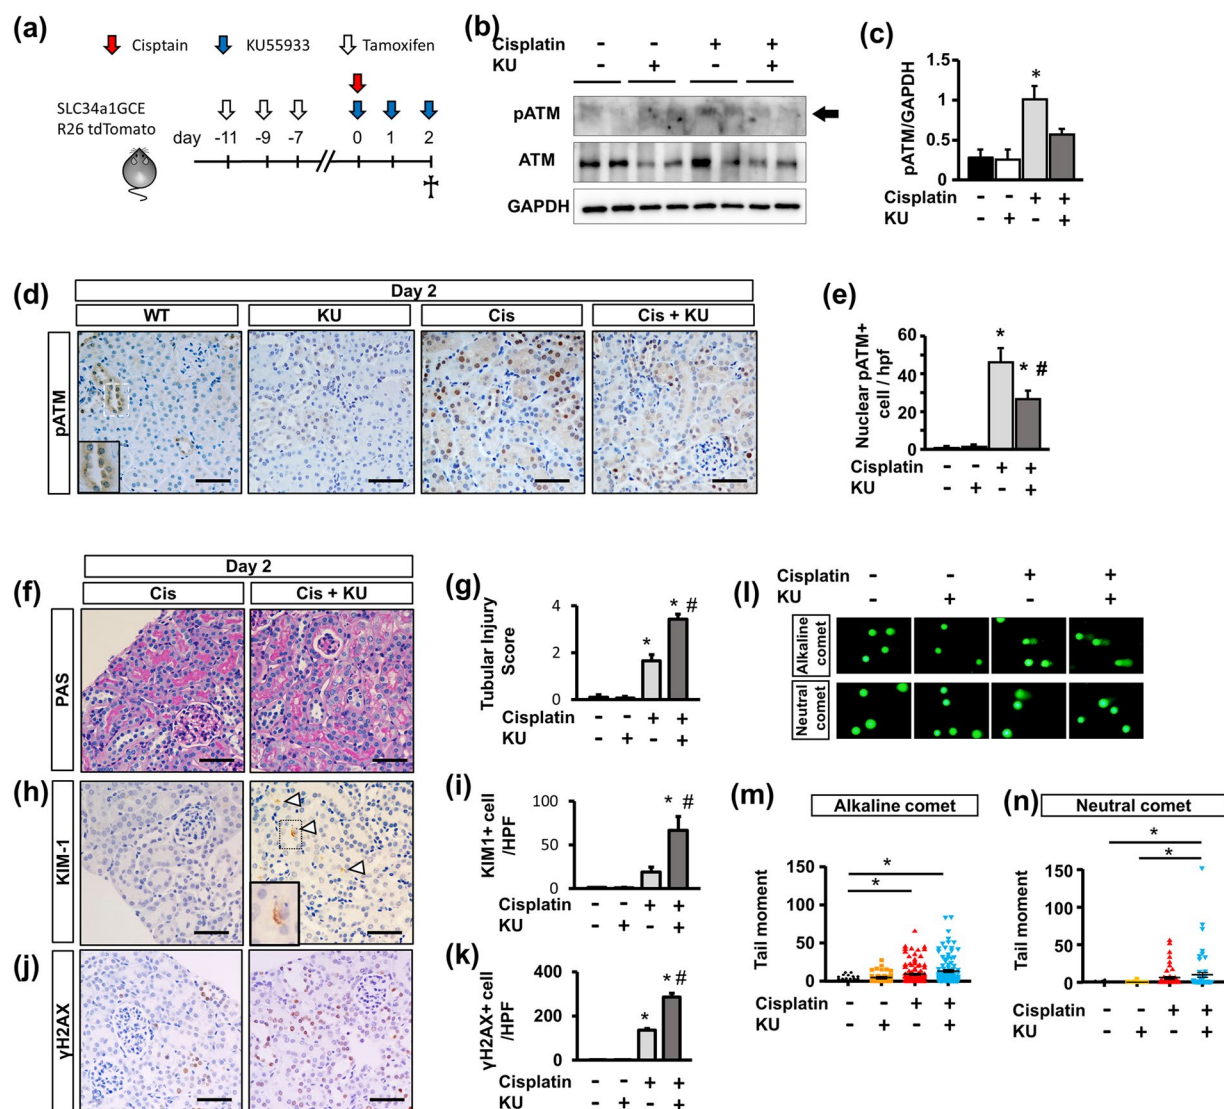 (a)
Cisptain KU55933 Tamoxifen
SLC34a1GCE
R26 tdTomato
day -11 -9 -7 0 1 2
(b)
Cisplatin - - + +
KU - + - +
pATM
ATM
GAPDH
(c)
pATM/GAPDH
1.5
1
0.5
0
*
Cisplatin - - + +
KU - + - +
(d)
Day 2
WT KU Cis Cis + KU
pATM
(e)
Nuclear pATM+
cell / hpf
60
40
20
0
* * #
Cisplatin - - + +
KU - + - +
Day 2
(f)
Cis Cis + KU
PAS
(g)
Tubular Injury
Score
4
2
0
* * #
Cisplatin - - + +
KU - + - +
(h)
KIM-1
(i)
KIM1+ cell
/HPF
100
50
0
* #
Cisplatin - - + +
KU - + - +
(j)
γH2AX
(k)
γH2AX+ cell
/HPF
400
200
0
* *#
Cisplatin - - + +
KU - + - +
(l)
Cisplatin - - + +
KU - + - +
Alkaline
comet
Neutral
comet
(m)
Alkaline comet
Tail moment
150
100
50
0
*
*
Cisplatin - - + +
KU - + - +
(n)
Neutral comet
Tail moment
150
100
50
0
*
*
Cisplatin - - + +
KU - + - +